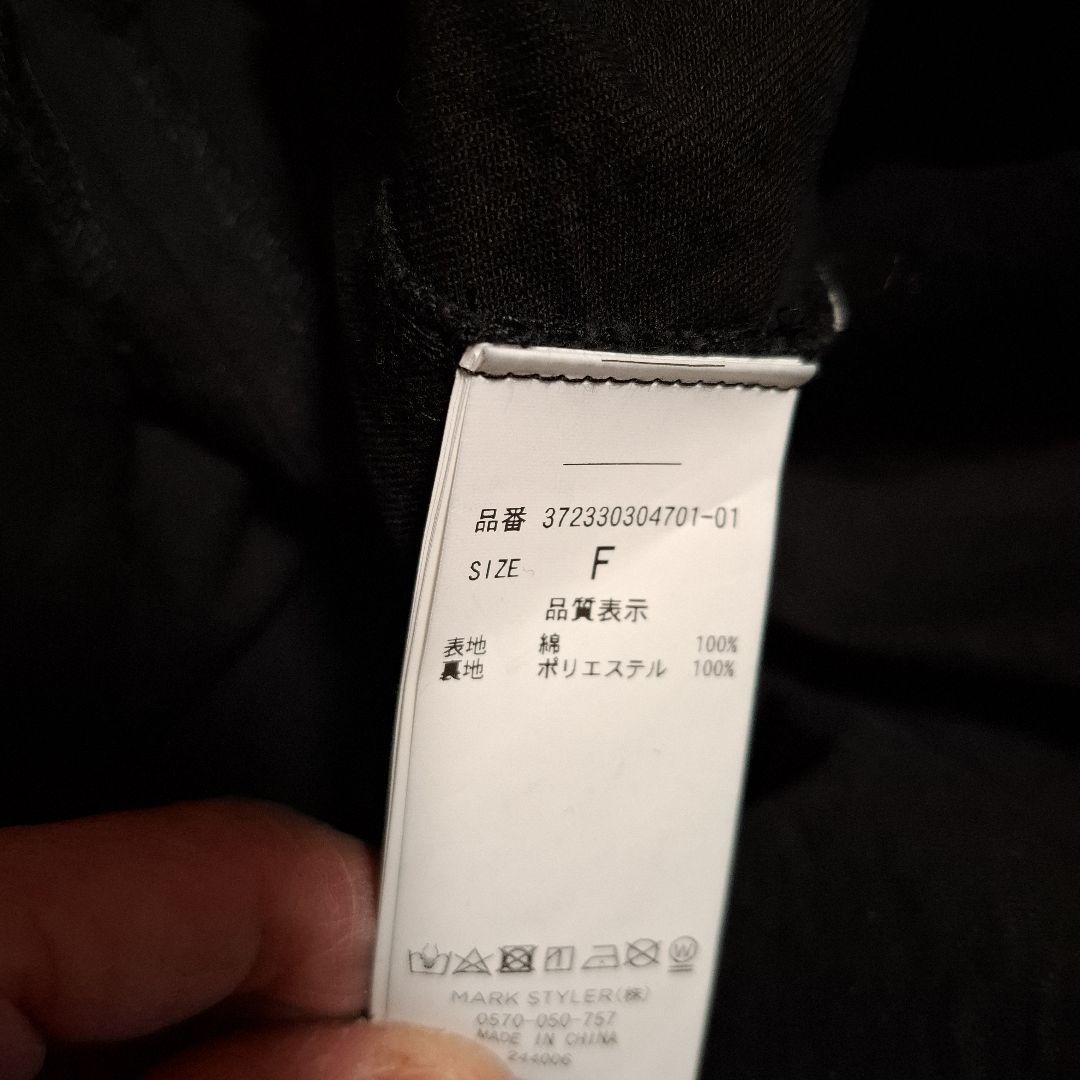 品番 372330304701-01
SIZE F
品質表示
表地 綿 100%
裏地 ポリエステル 100%
MARK STYLER(株)
0570-050-757
MADE IN CHINA
244006